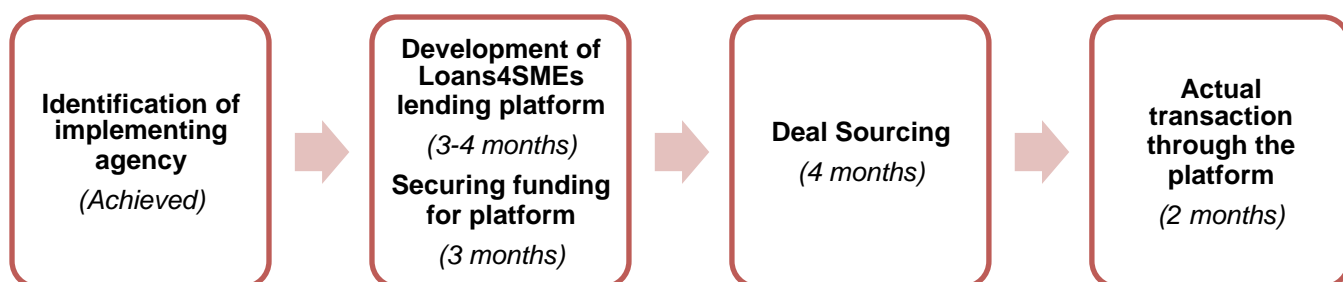 Identification of
implementing
agency
(Achieved)
Development of
Loans4SMEs
lending platform
(3-4 months)
Securing funding
for platform
(3 months)
Deal Sourcing
(4 months)
Actual
transaction
through the
platform
(2 months)